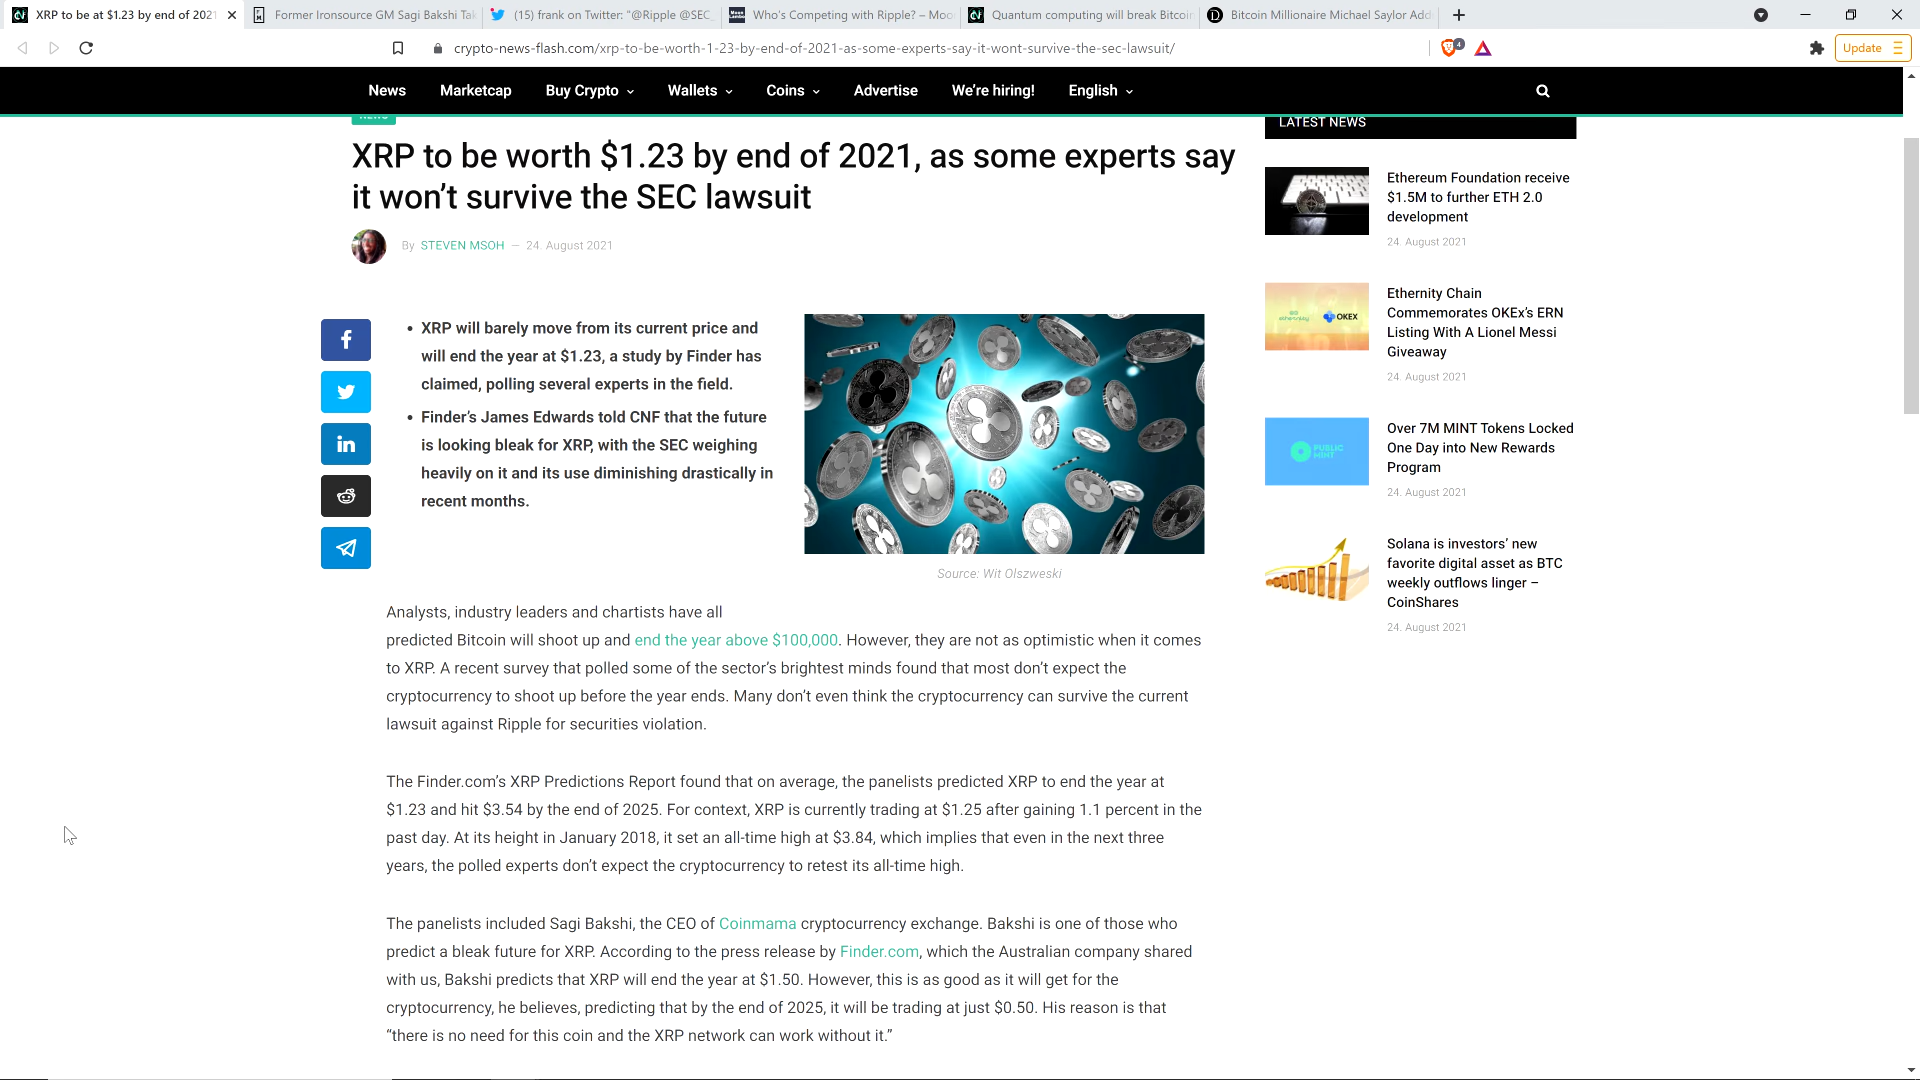 XRP to be at $1.23 by end of 2021
Former Ironsource GM Sagi Bakshi Tak
(15) frank on Twitter: "@Ripple @SEC_
Who's Competing with Ripple? – Moo
Quantum computing will break Bitcoin
Bitcoin Millionaire Michael Saylor Add
crypto-news-flash.com/xrp-to-be-worth-1-23-by-end-of-2021-as-some-experts-say-it-wont-survive-the-sec-lawsuit/
4
Update
News
Marketcap
Buy Crypto
Wallets
Coins
Advertise
We're hiring!
English
NEWS
XRP to be worth $1.23 by end of 2021, as some experts say
it won't survive the SEC lawsuit
By STEVEN MSOH — 24. August 2021
• XRP will barely move from its current price and
will end the year at $1.23, a study by Finder has
claimed, polling several experts in the field.
• Finder's James Edwards told CNF that the future
is looking bleak for XRP, with the SEC weighing
heavily on it and its use diminishing drastically in
recent months.
Source: Wit Olszweski
Analysts, industry leaders and chartists have all
predicted Bitcoin will shoot up and end the year above $100,000. However, they are not as optimistic when it comes
to XRP. A recent survey that polled some of the sector's brightest minds found that most don't expect the
cryptocurrency to shoot up before the year ends. Many don't even think the cryptocurrency can survive the current
lawsuit against Ripple for securities violation.
The Finder.com's XRP Predictions Report found that on average, the panelists predicted XRP to end the year at
$1.23 and hit $3.54 by the end of 2025. For context, XRP is currently trading at $1.25 after gaining 1.1 percent in the
past day. At its height in January 2018, it set an all-time high at $3.84, which implies that even in the next three
years, the polled experts don't expect the cryptocurrency to retest its all-time high.
The panelists included Sagi Bakshi, the CEO of Coinmama cryptocurrency exchange. Bakshi is one of those who
predict a bleak future for XRP. According to the press release by Finder.com, which the Australian company shared
with us, Bakshi predicts that XRP will end the year at $1.50. However, this is as good as it will get for the
cryptocurrency, he believes, predicting that by the end of 2025, it will be trading at just $0.50. His reason is that
“there is no need for this coin and the XRP network can work without it.”
LATEST NEWS
Ethereum Foundation receive
$1.5M to further ETH 2.0
development
24. August 2021
OKEX
Ethernity Chain
Commemorates OKEx's ERN
Listing With A Lionel Messi
Giveaway
24. August 2021
PUBLIC
MINT
Over 7M MINT Tokens Locked
One Day into New Rewards
Program
24. August 2021
Solana is investors' new
favorite digital asset as BTC
weekly outflows linger –
CoinShares
24. August 2021